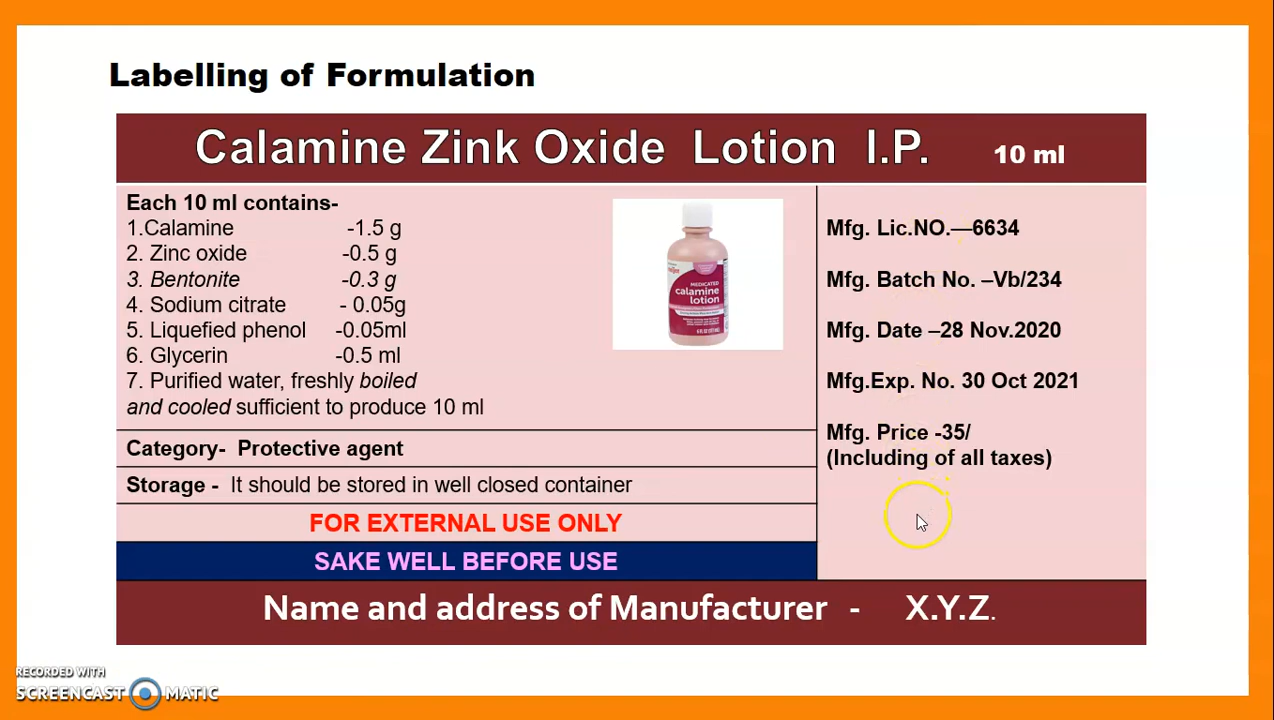 Labelling of Formulation
Calamine Zink Oxide Lotion I.P. 10 ml
Each 10 ml contains-
1.Calamine -1.5 g
2. Zinc oxide -0.5 g
3. Bentonite -0.3 g
4. Sodium citrate - 0.05g
5. Liquefied phenol -0.05ml
6. Glycerin -0.5 ml
7. Purified water, freshly boiled
and cooled sufficient to produce 10 ml
MEDICATED
calamine
lotion
Category- Protective agent
Storage - It should be stored in well closed container
FOR EXTERNAL USE ONLY
SAKE WELL BEFORE USE
Mfg. Lic.NO.—6634
Mfg. Batch No. –Vb/234
Mfg. Date –28 Nov.2020
Mfg.Exp. No. 30 Oct 2021
Mfg. Price -35/
(Including of all taxes)
Name and address of Manufacturer - X.Y.Z.
RECORDED WITH
SCREENCAST MATIC